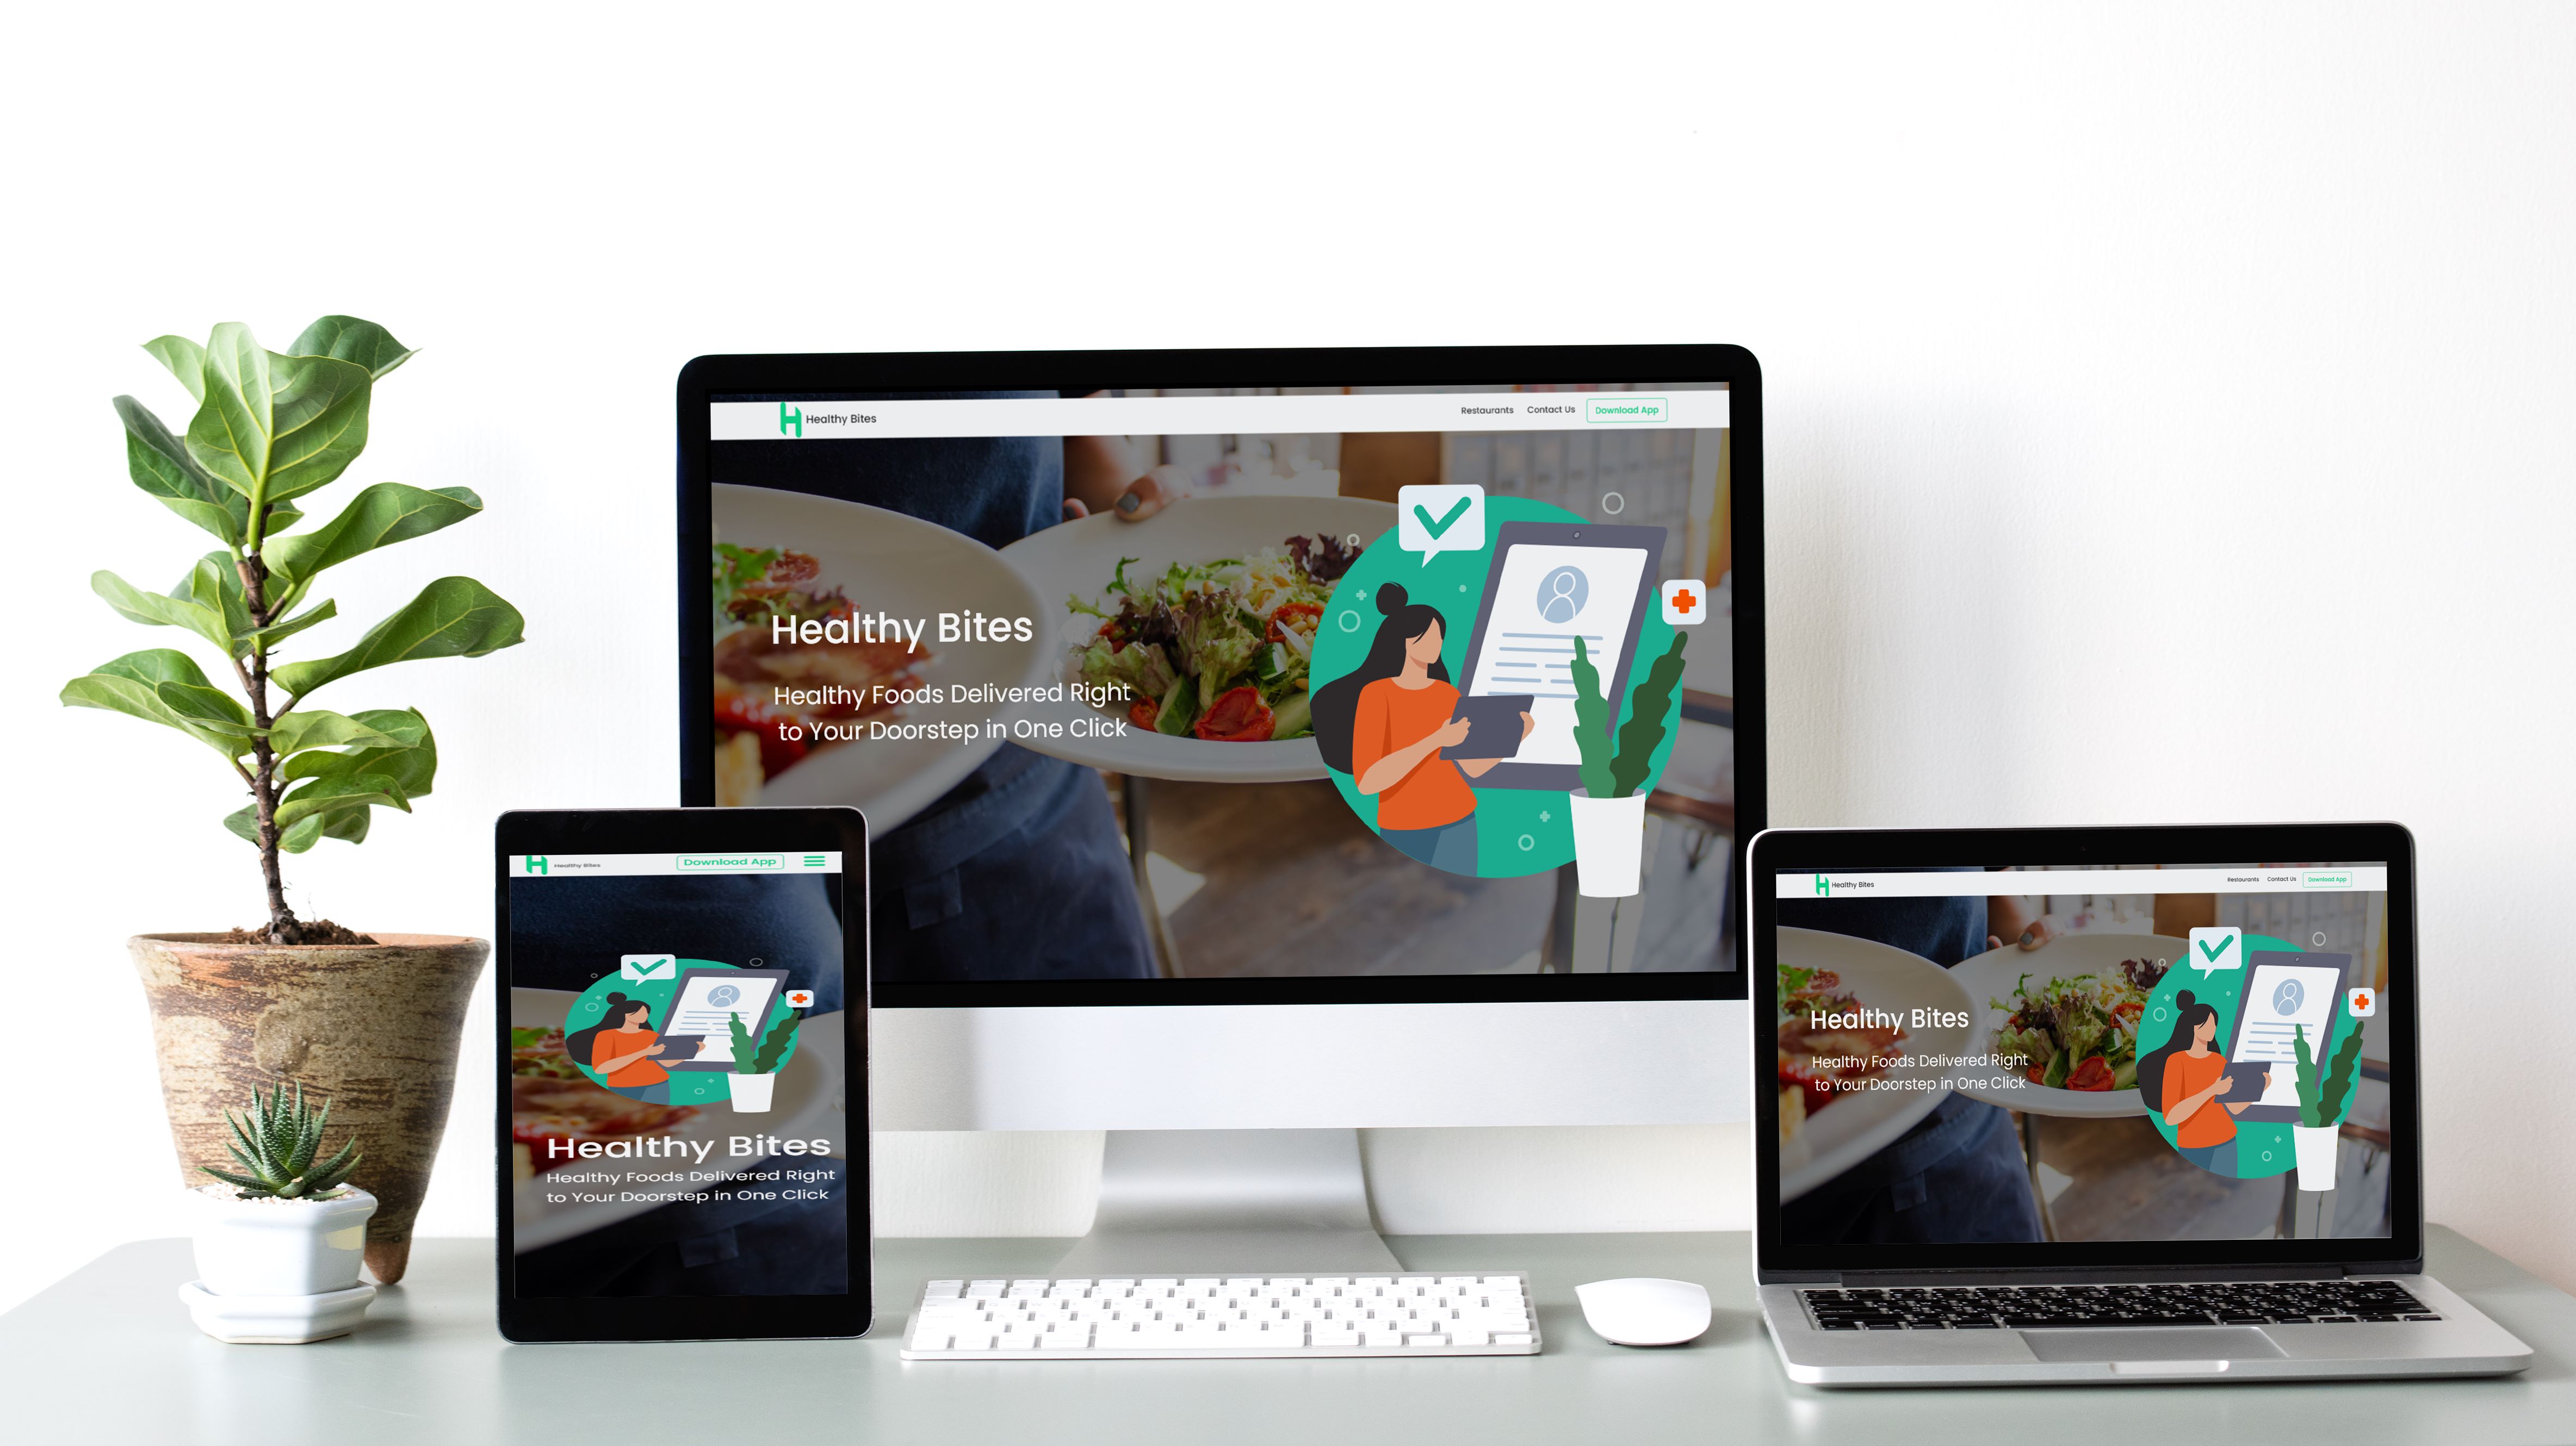 Healthy Bites
Restaurants Contact Us Download App
Healthy Bites
Healthy Foods Delivered Right
to Your Doorstep in One Click
Healthy Bites Download App
Healthy Bites
Healthy Foods Delivered Right
to Your Doorstep in One Click
Healthy Bites
Restaurants Contact Us Download App
Healthy Bites
Healthy Foods Delivered Right
to Your Doorstep in One Click